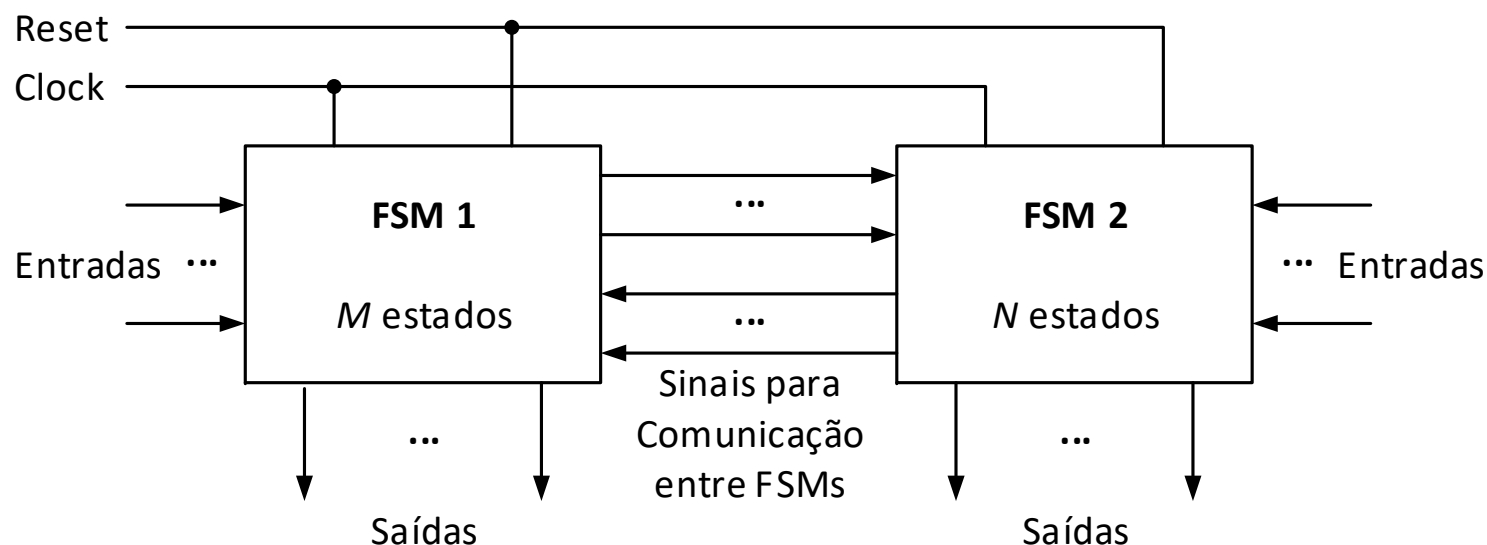 Reset
Clock
FSM 1
...
FSM 2
Entradas ...
... Entradas
M estados
...
N estados
Sinais para
Comunicação
entre FSMs
...
...
Saídas
Saídas